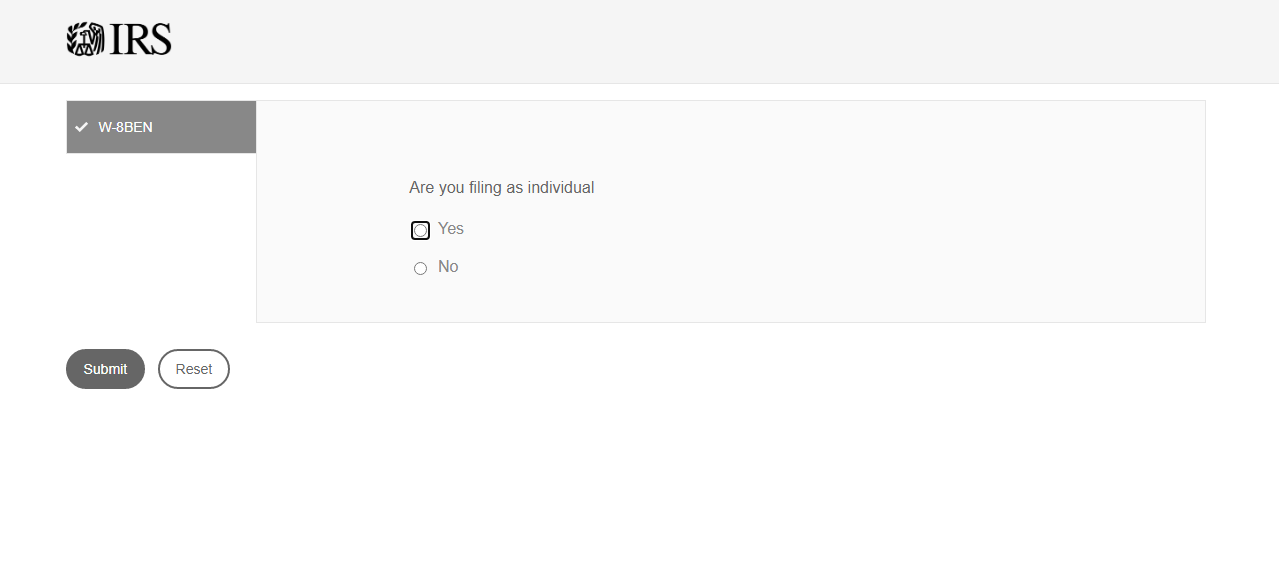 IRS
W-8BEN
Are you filing as individual
Yes
No
Submit
Reset